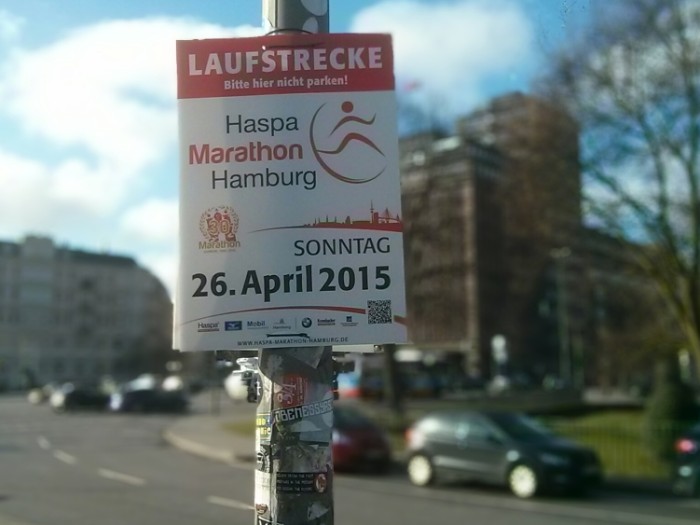 LAUFSTRECKE
Bitte hier nicht parken!
Haspa
Marathon
Hamburg
30
Marathon
SONNTAG
26. April 2015
Haspa Mobil
WWW.HASPA-MARATHON-HAMBURG.DE
BENEN